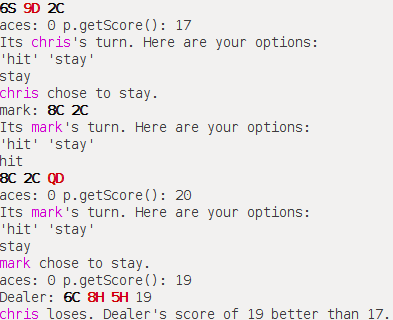 6S 9D 2C
aces: 0 p.getScore(): 17
Its chris's turn. Here are your options:
'hit' 'stay'
stay
chris chose to stay.
mark: 8C 2C
Its mark's turn. Here are your options:
'hit' 'stay'
hit
8C 2C QD
aces: 0 p.getScore(): 20
Its mark's turn. Here are your options:
'hit' 'stay'
stay
mark chose to stay.
aces: 0 p.getScore(): 19
Dealer: 6C 8H 5H 19
chris loses. Dealer's score of 19 better than 17.